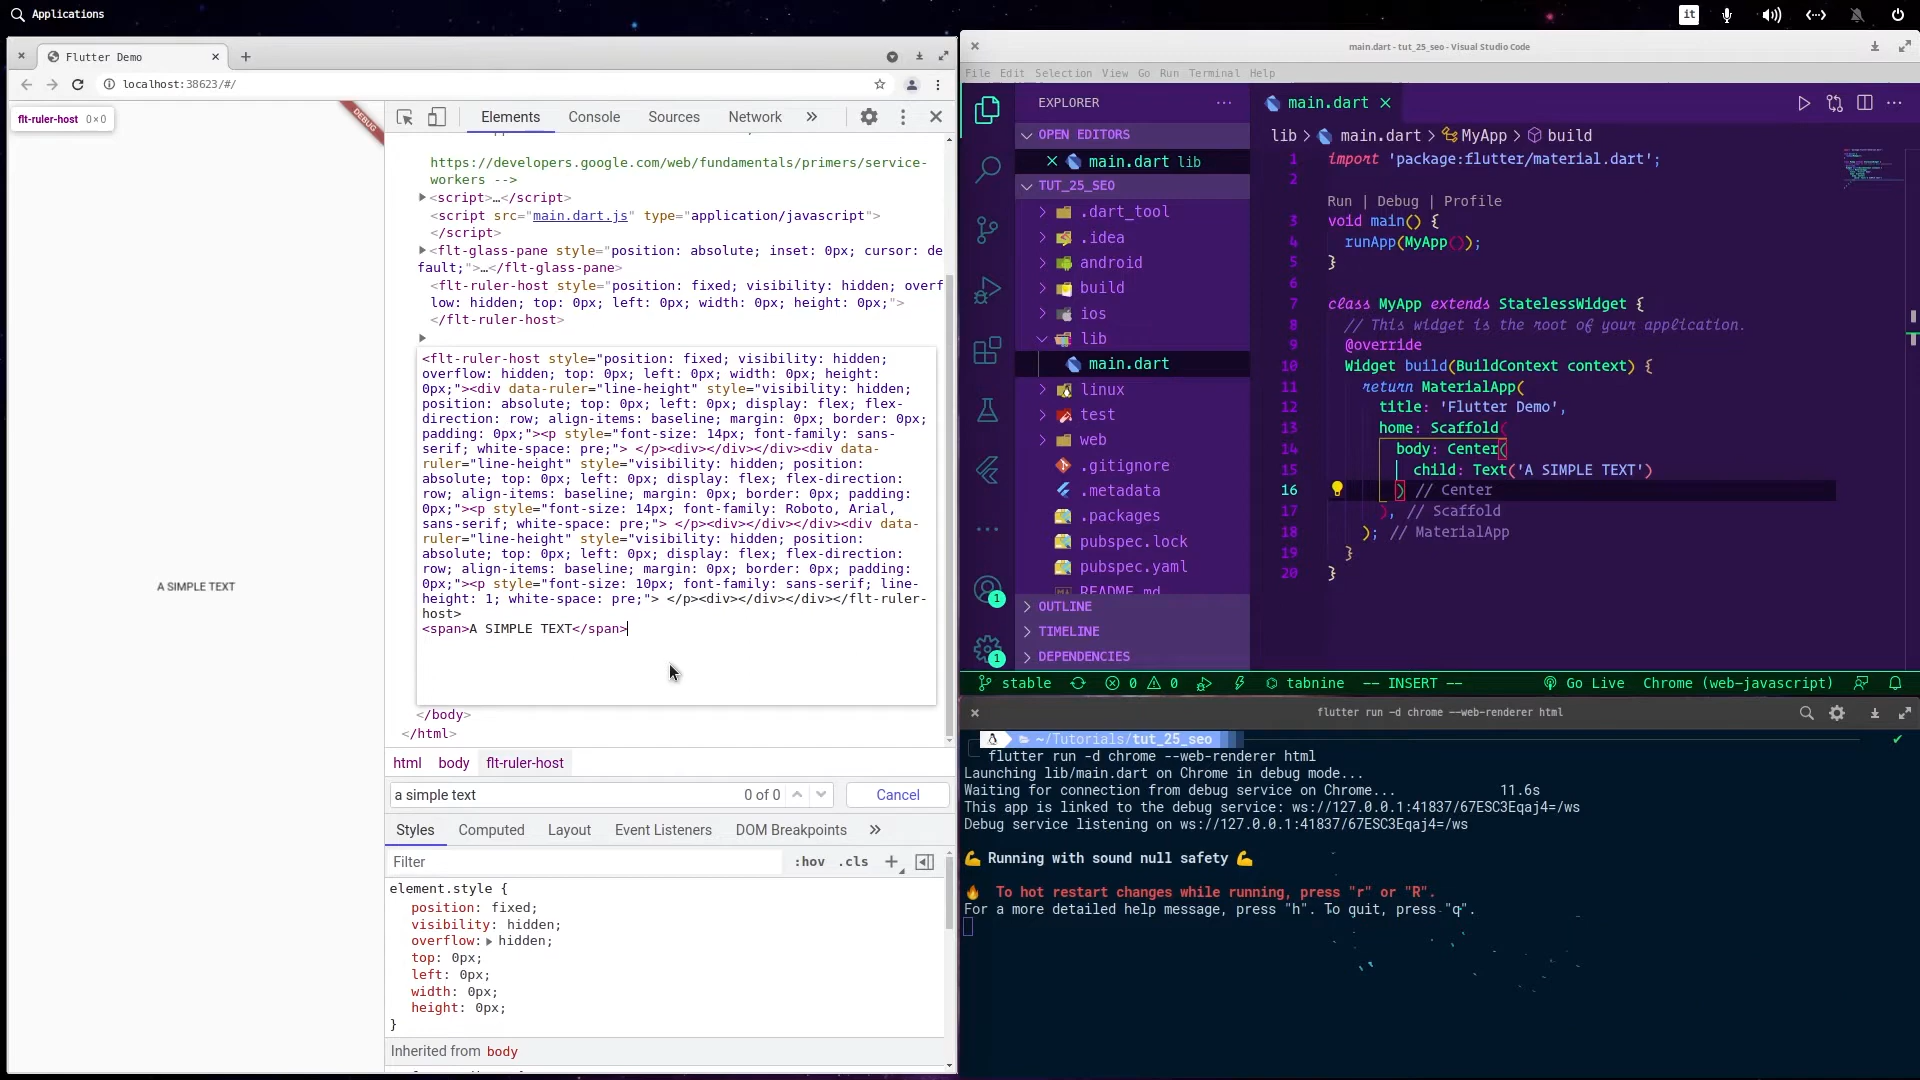 Applications
it
Flutter Demo
localhost:38623/#/
flt-ruler-host 0×0
DEBUG
A SIMPLE TEXT
Elements
Console
Sources
Network
https://developers.google.com/web/fundamentals/primers/service-
workers -->
<script>…</script>
<script src="main.dart.js" type="application/javascript">
</script>
<flt-glass-pane style="position: absolute; inset: 0px; cursor: de
fault;">…</flt-glass-pane>
<flt-ruler-host style="position: fixed; visibility: hidden; overf
low: hidden; top: 0px; left: 0px; width: 0px; height: 0px;">
</flt-ruler-host>
<flt-ruler-host style="position: fixed; visibility: hidden;
overflow: hidden; top: 0px; left: 0px; width: 0px; height:
0px;"><div data-ruler="line-height" style="visibility: hidden;
position: absolute; top: 0px; left: 0px; display: flex; flex-
direction: row; align-items: baseline; margin: 0px; border: 0px;
padding: 0px;"><p style="font-size: 14px; font-family: sans-
serif; white-space: pre;"> </p><div></div></div><div data-
ruler="line-height" style="visibility: hidden; position:
absolute; top: 0px; left: 0px; display: flex; flex-direction:
row; align-items: baseline; margin: 0px; border: 0px; padding:
0px;"><p style="font-size: 14px; font-family: Roboto, Arial,
sans-serif; white-space: pre;"> </p><div></div></div><div data-
ruler="line-height" style="visibility: hidden; position:
absolute; top: 0px; left: 0px; display: flex; flex-direction:
row; align-items: baseline; margin: 0px; border: 0px; padding:
0px;"><p style="font-size: 10px; font-family: sans-serif; line-
height: 1; white-space: pre;"> </p><div></div></div></flt-ruler-
host>
<span>A SIMPLE TEXT</span>
</body>
</html>
html body flt-ruler-host
a simple text 0 of 0 Cancel
Styles Computed Layout Event Listeners DOM Breakpoints
Filter :hov .cls
element.style {
position: fixed;
visibility: hidden;
overflow: hidden;
top: 0px;
left: 0px;
width: 0px;
height: 0px;
}
Inherited from body
main.dart - tut_25_seo - Visual Studio Code
File Edit Selection View Go Run Terminal Help
EXPLORER
OPEN EDITORS
main.dart lib
TUT_25_SEO
.dart_tool
.idea
android
build
ios
lib
main.dart
linux
test
web
.gitignore
.metadata
.packages
pubspec.lock
pubspec.yaml
README.md
OUTLINE
TIMELINE
DEPENDENCIES
1
1
main.dart
lib > main.dart > MyApp > build
1 import 'package:flutter/material.dart';
2
Run | Debug | Profile
3 void main() {
4 runApp(MyApp());
5 }
6
7 class MyApp extends StatelessWidget {
8 // This widget is the root of your application.
9 @override
10 Widget build(BuildContext context) {
11 return MaterialApp(
12 title: 'Flutter Demo',
13 home: Scaffold(
14 body: Center(
15 child: Text('A SIMPLE TEXT')
16 ) // Center
17 ), // Scaffold
18 ); // MaterialApp
19 }
20 }
stable 0 0 tabnine -- INSERT -- Go Live Chrome (web-javascript)
flutter run -d chrome --web-renderer html
~/Tutorials/tut_25_seo
flutter run -d chrome --web-renderer html
Launching lib/main.dart on Chrome in debug mode...
Waiting for connection from debug service on Chrome... 11.6s
This app is linked to the debug service: ws://127.0.0.1:41837/67ESC3Eqaj4=/ws
Debug service listening on ws://127.0.0.1:41837/67ESC3Eqaj4=/ws
💪 Running with sound null safety 💪
🔥 To hot restart changes while running, press "r" or "R".
For a more detailed help message, press "h". To quit, press "q".